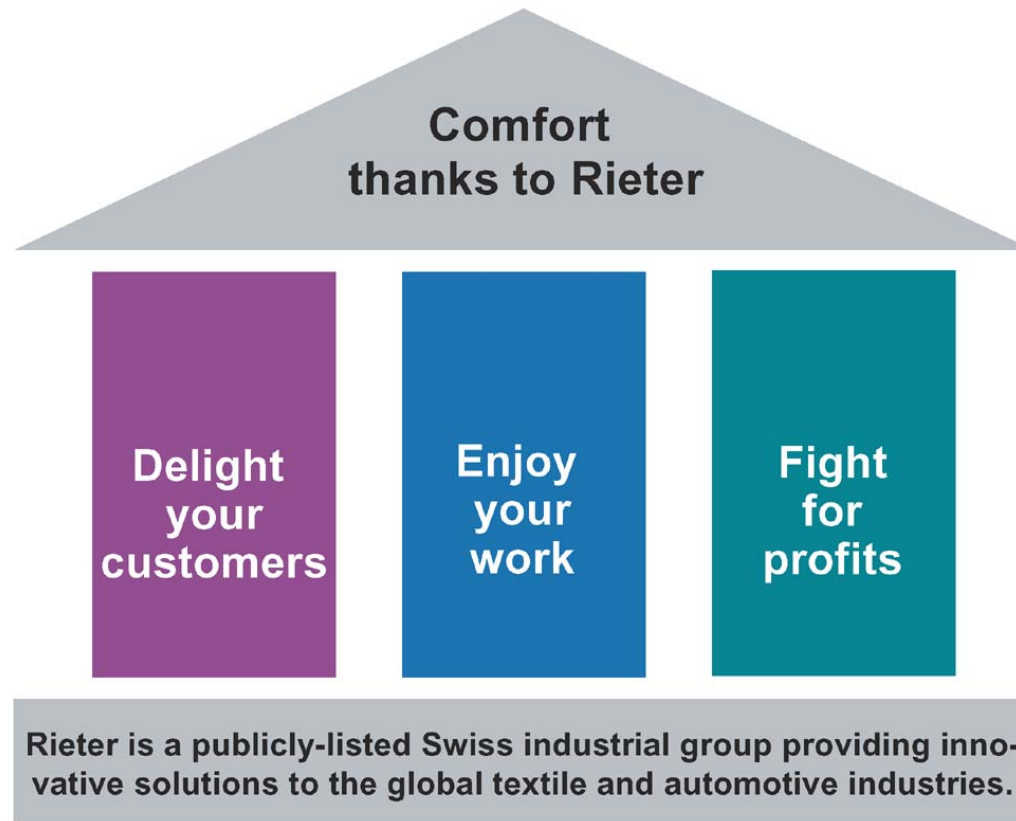 Comfort
thanks to Rieter
Delight
your
customers
Enjoy
your
work
Fight
for
profits
Rieter is a publicly-listed Swiss industrial group providing inno-
vative solutions to the global textile and automotive industries.